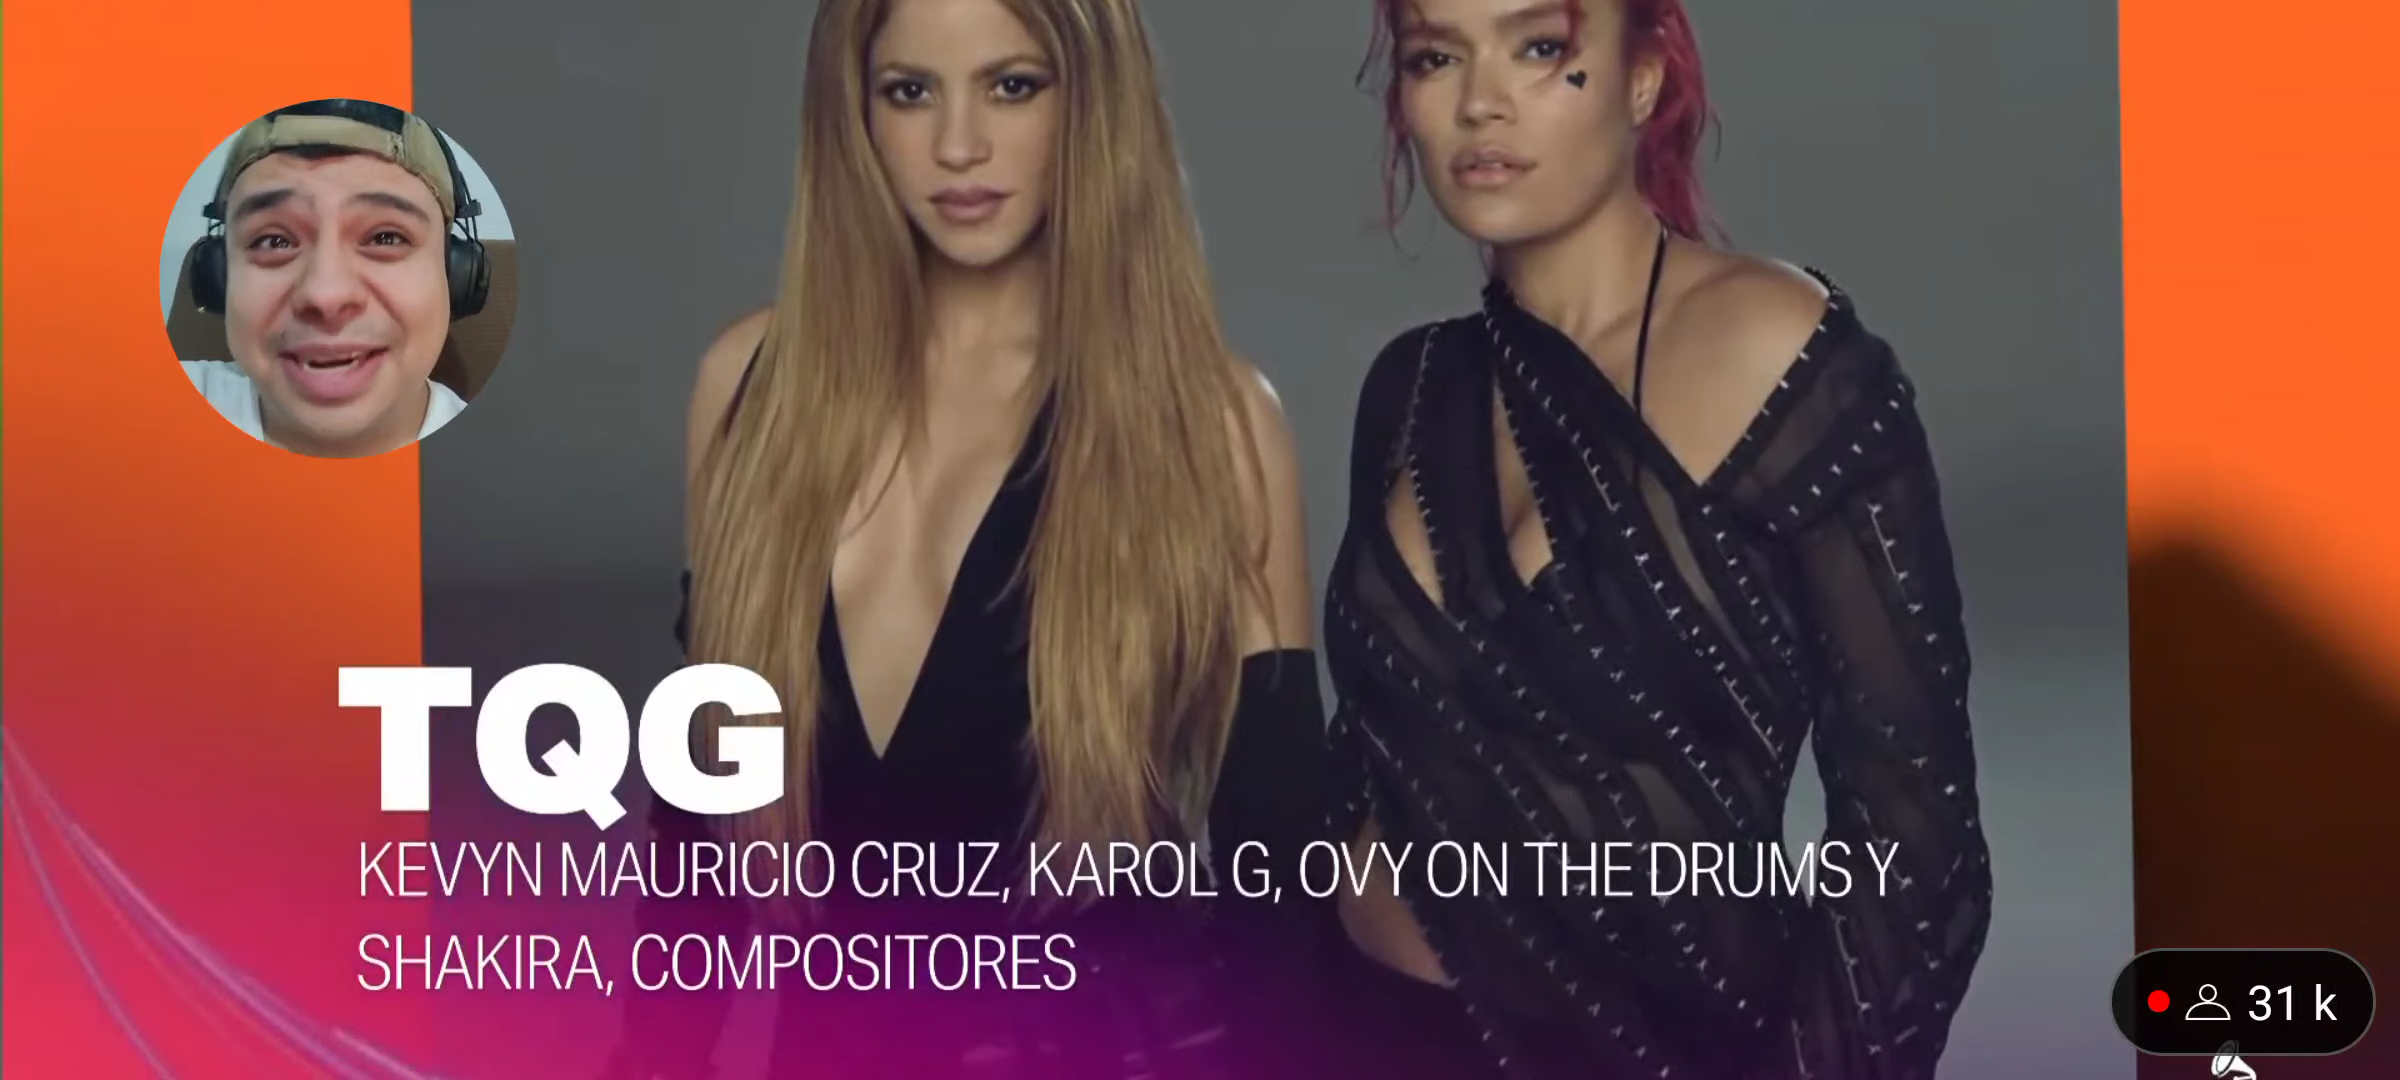 TQG
KEVYN MAURICIO CRUZ, KAROL G, OVY ON THE DRUMS Y
SHAKIRA, COMPOSITORES
31 k